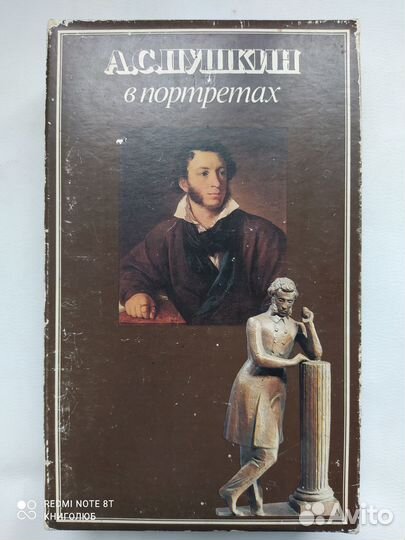 А.С.ПУШКИН
в портретах
REDMI NOTE 8T
КНИГОЛЮБ
Avito